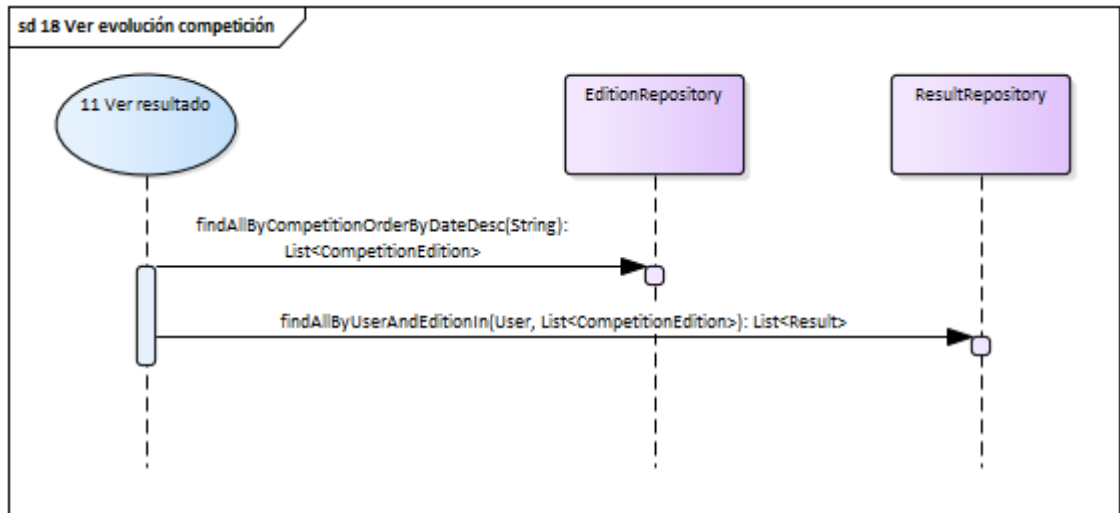 sd 18 Ver evolución competición
11 Ver resultado
EditionRepository
ResultRepository
findAllByCompetitionOrderByDateDesc(String):
List<CompetitionEdition>
findAllByUserAndEditionIn(User, List<CompetitionEdition>): List<Result>